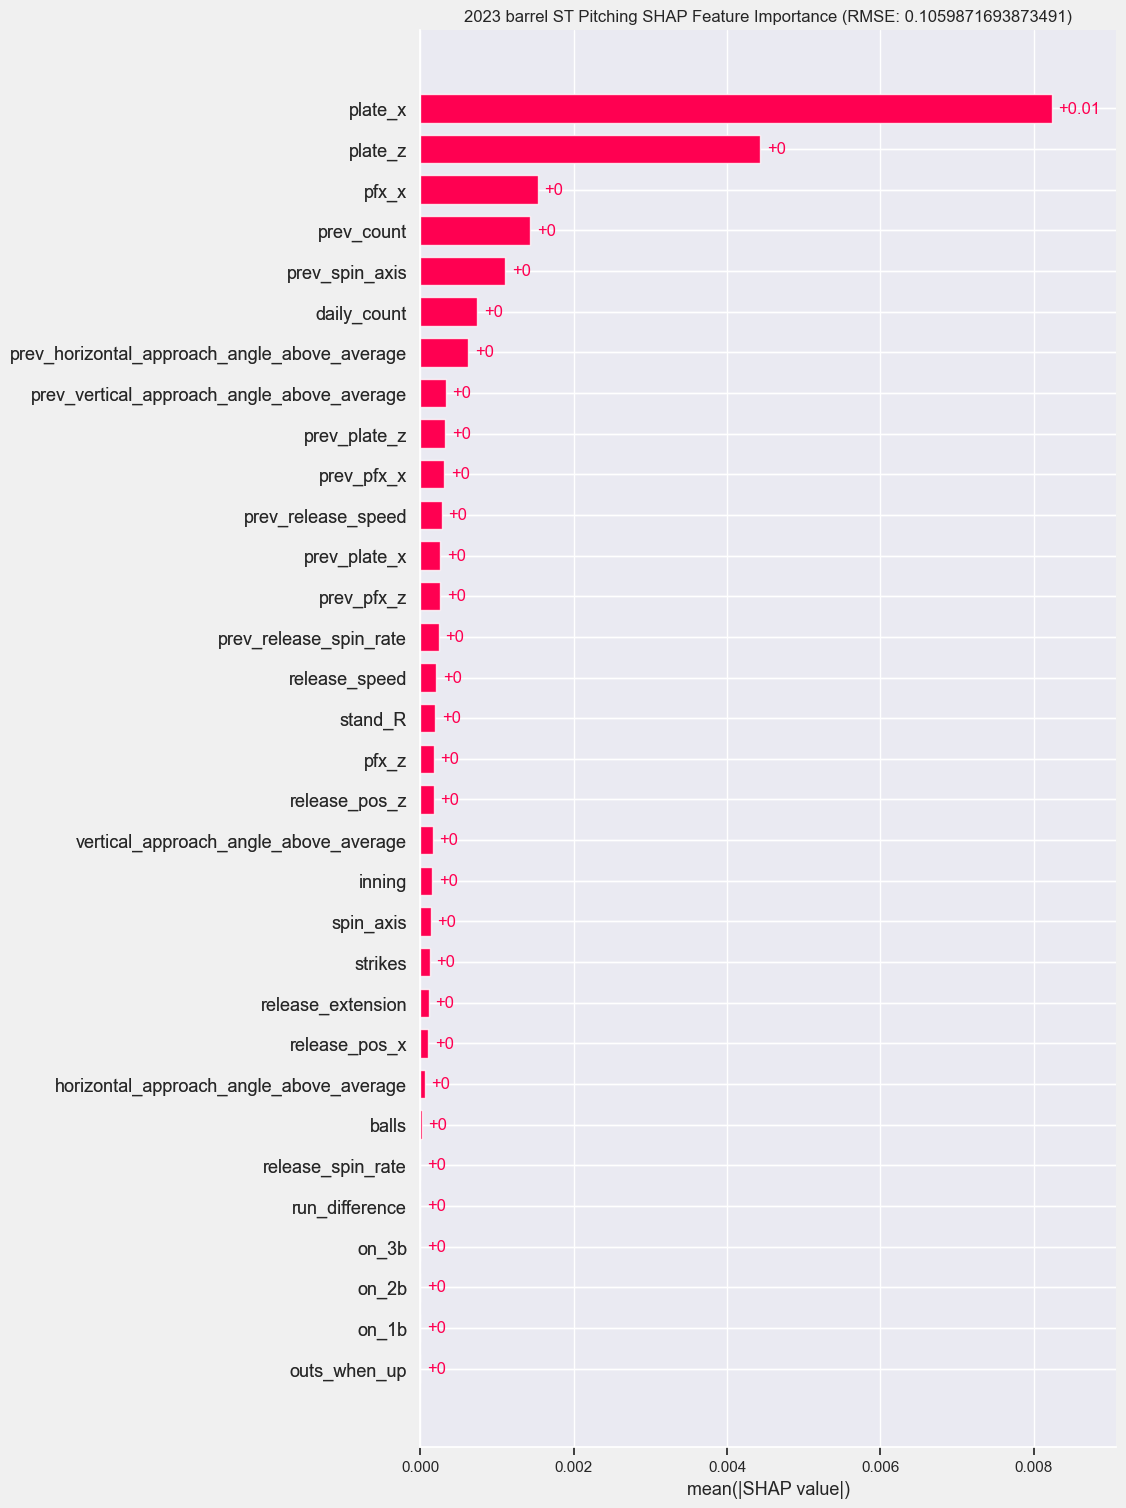 2023 barrel ST Pitching SHAP Feature Importance (RMSE: 0.1059871693873491)
plate_x +0.01
plate_z +0
pfx_x +0
prev_count +0
prev_spin_axis +0
daily_count +0
prev_horizontal_approach_angle_above_average +0
prev_vertical_approach_angle_above_average +0
prev_plate_z +0
prev_pfx_x +0
prev_release_speed +0
prev_plate_x +0
prev_pfx_z +0
prev_release_spin_rate +0
release_speed +0
stand_R +0
pfx_z +0
release_pos_z +0
vertical_approach_angle_above_average +0
inning +0
spin_axis +0
strikes +0
release_extension +0
release_pos_x +0
horizontal_approach_angle_above_average +0
balls +0
release_spin_rate +0
run_difference +0
on_3b +0
on_2b +0
on_1b +0
outs_when_up +0
0.000 0.002 0.004 0.006 0.008
mean(|SHAP value|)